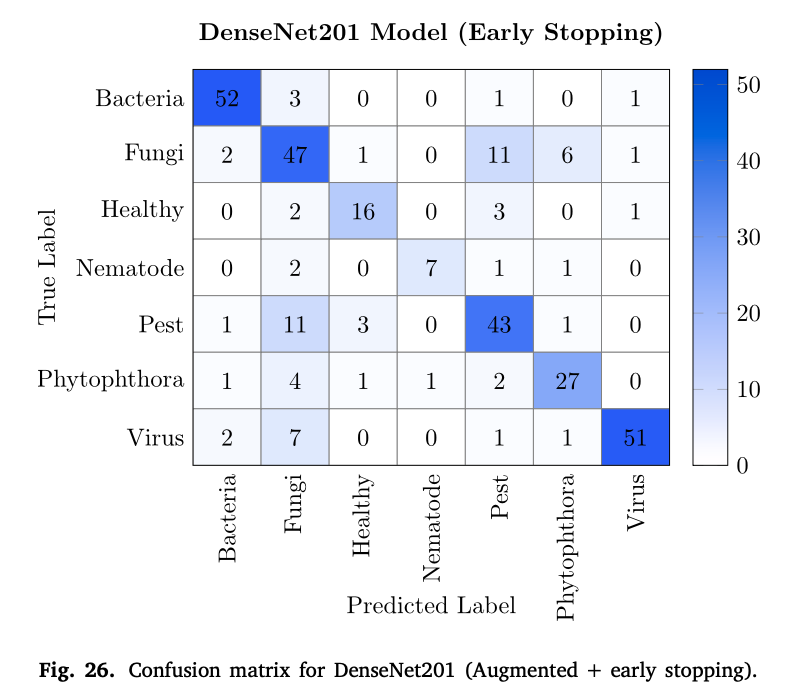 DenseNet201 Model (Early Stopping)
Bacteria 52 3 0 0 1 0 1
Fungi 2 47 1 0 11 6 1
Healthy 0 2 16 0 3 0 1
Nematode 0 2 0 7 1 1 0
Pest 1 11 3 0 43 1 0
Phytophthora 1 4 1 1 2 27 0
Virus 2 7 0 0 1 1 51
True Label
Bacteria Fungi Healthy Nematode Pest Phytophthora Virus
Predicted Label
50
40
30
20
10
0
Fig. 26. Confusion matrix for DenseNet201 (Augmented + early stopping).